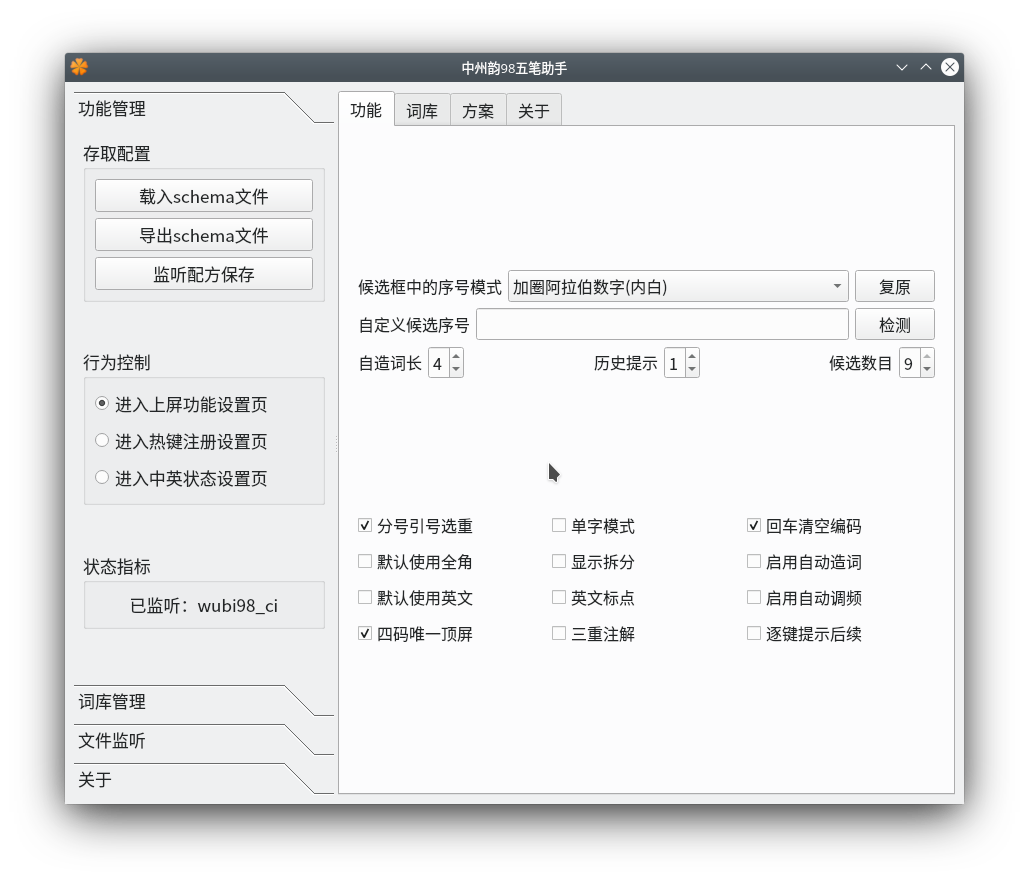 中州韵98五笔助手
功能管理
存取配置
载入schema文件
导出schema文件
监听配方保存
行为控制
进入上屏功能设置页
进入热键注册设置页
进入中英状态设置页
状态指标
已监听：wubi98_ci
词库管理
文件监听
关于
功能 词库 方案 关于
候选框中的序号模式 加圈阿拉伯数字(内白) 复原
自定义候选序号 检测
自造词长 4 历史提示 1 候选数目 9
分号引号选重 单字模式 回车清空编码
默认使用全角 显示拆分 启用自动造词
默认使用英文 英文标点 启用自动调频
四码唯一顶屏 三重注解 逐键提示后续